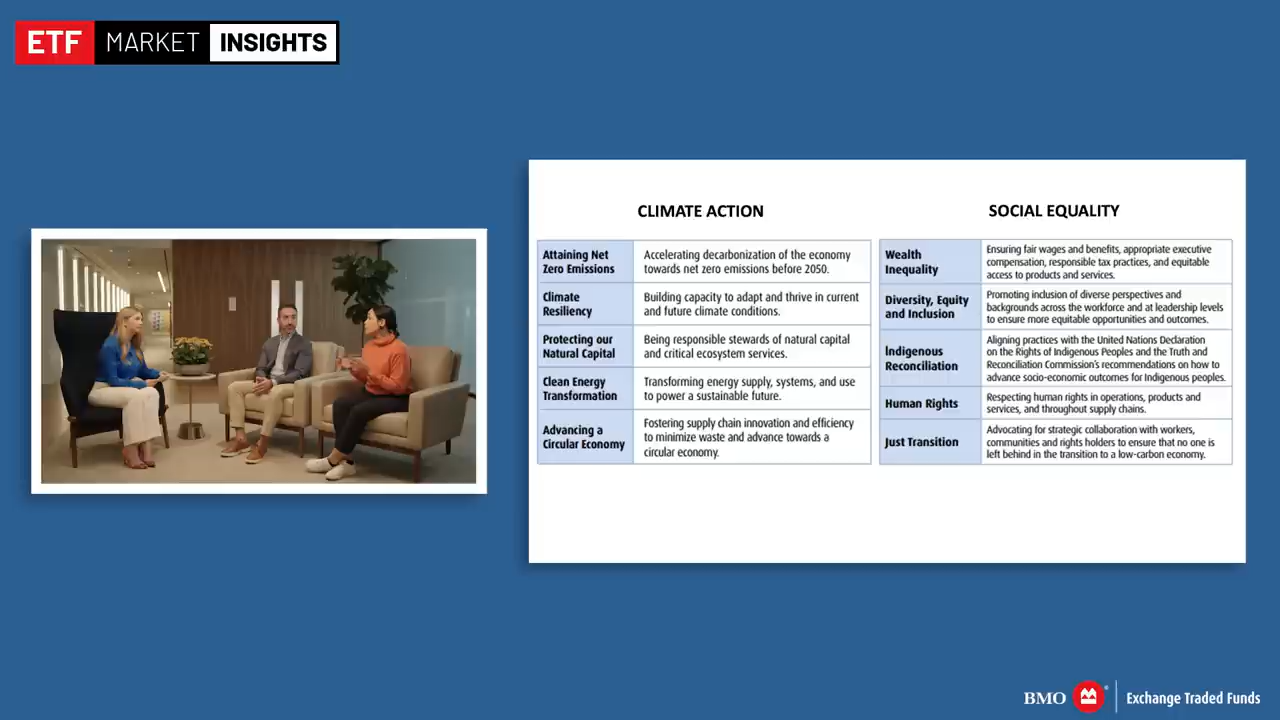 ETF MARKET INSIGHTS
CLIMATE ACTION
Attaining Net
Zero Emissions
Accelerating decarbonization of the economy
towards net zero emissions before 2050.
Climate
Resiliency
Building capacity to adapt and thrive in current
and future climate conditions.
Protecting our
Natural Capital
Being responsible stewards of natural capital
and critical ecosystem services.
Clean Energy
Transformation
Transforming energy supply, systems, and use
to power a sustainable future.
Advancing a
Circular Economy
Fostering supply chain innovation and efficiency
to minimize waste and advance towards a
circular economy.
SOCIAL EQUALITY
Wealth
Inequality
Ensuring fair wages and benefits, appropriate executive
compensation, responsible tax practices, and equitable
access to products and services.
Diversity, Equity
and Inclusion
Promoting inclusion of diverse perspectives and
backgrounds across the workforce and at leadership levels
to ensure more equitable opportunities and outcomes.
Indigenous
Reconciliation
Aligning practices with the United Nations Declaration
on the Rights of Indigenous Peoples and the Truth and
Reconciliation Commission's recommendations on how to
advance socio-economic outcomes for Indigenous peoples.
Human Rights
Respecting human rights in operations, products and
services, and throughout supply chains.
Just Transition
Advocating for strategic collaboration with workers,
communities and rights holders to ensure that no one is
left behind in the transition to a low-carbon economy.
BMO Exchange Traded Funds